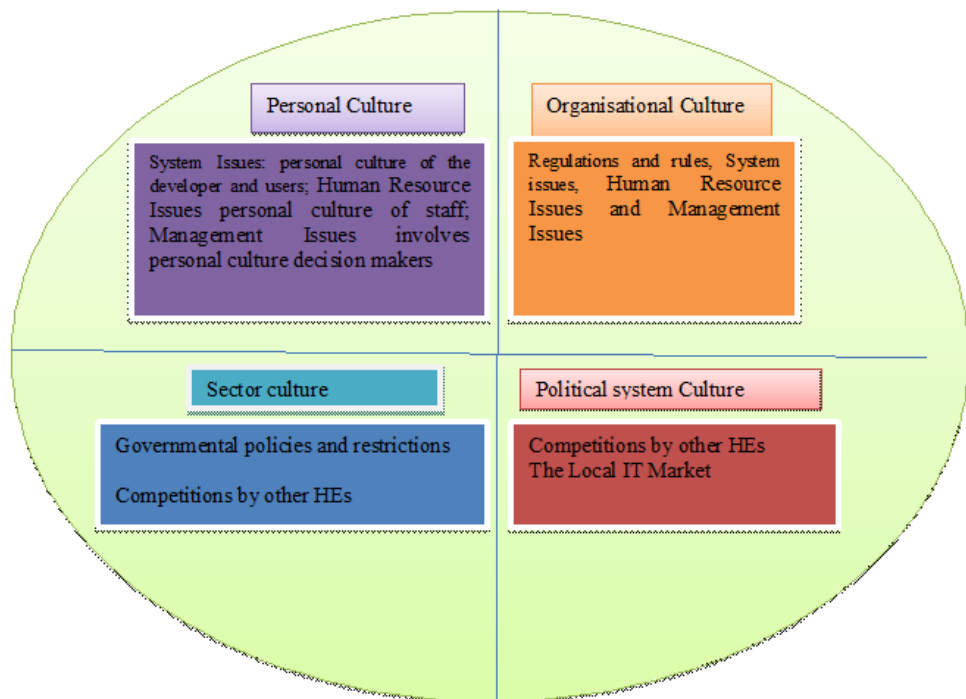 Personal Culture
System Issues: personal culture of the
developer and users; Human Resource
Issues personal culture of staff;
Management Issues involves
personal culture decision makers
Organisational Culture
Regulations and rules, System
issues, Human Resource
Issues and Management
Issues
Sector culture
Governmental policies and restrictions
Competitions by other HEs
Political system Culture
Competitions by other HEs
The Local IT Market